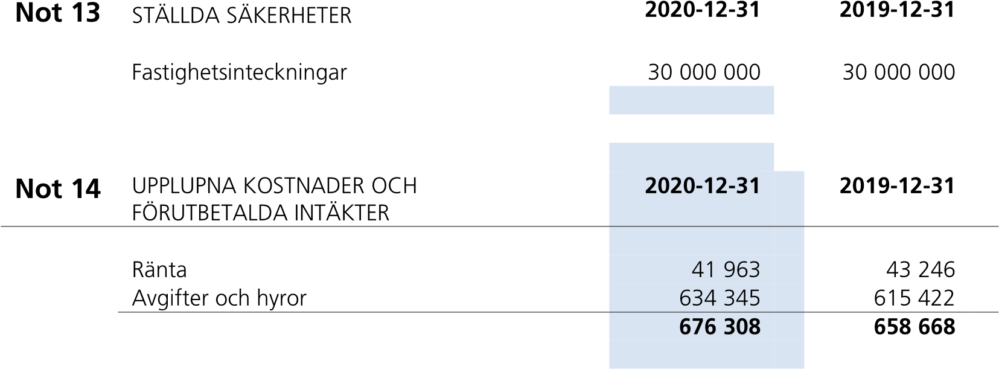 Not 13 STÄLLDA SÄKERHETER 2020-12-31 2019-12-31
Fastighetsinteckningar 30 000 000 30 000 000
Not 14 UPPLUPNA KOSTNADER OCH 2020-12-31 2019-12-31
FÖRUTBETALDA INTÄKTER
Ränta 41 963 43 246
Avgifter och hyror 634 345 615 422
676 308 658 668